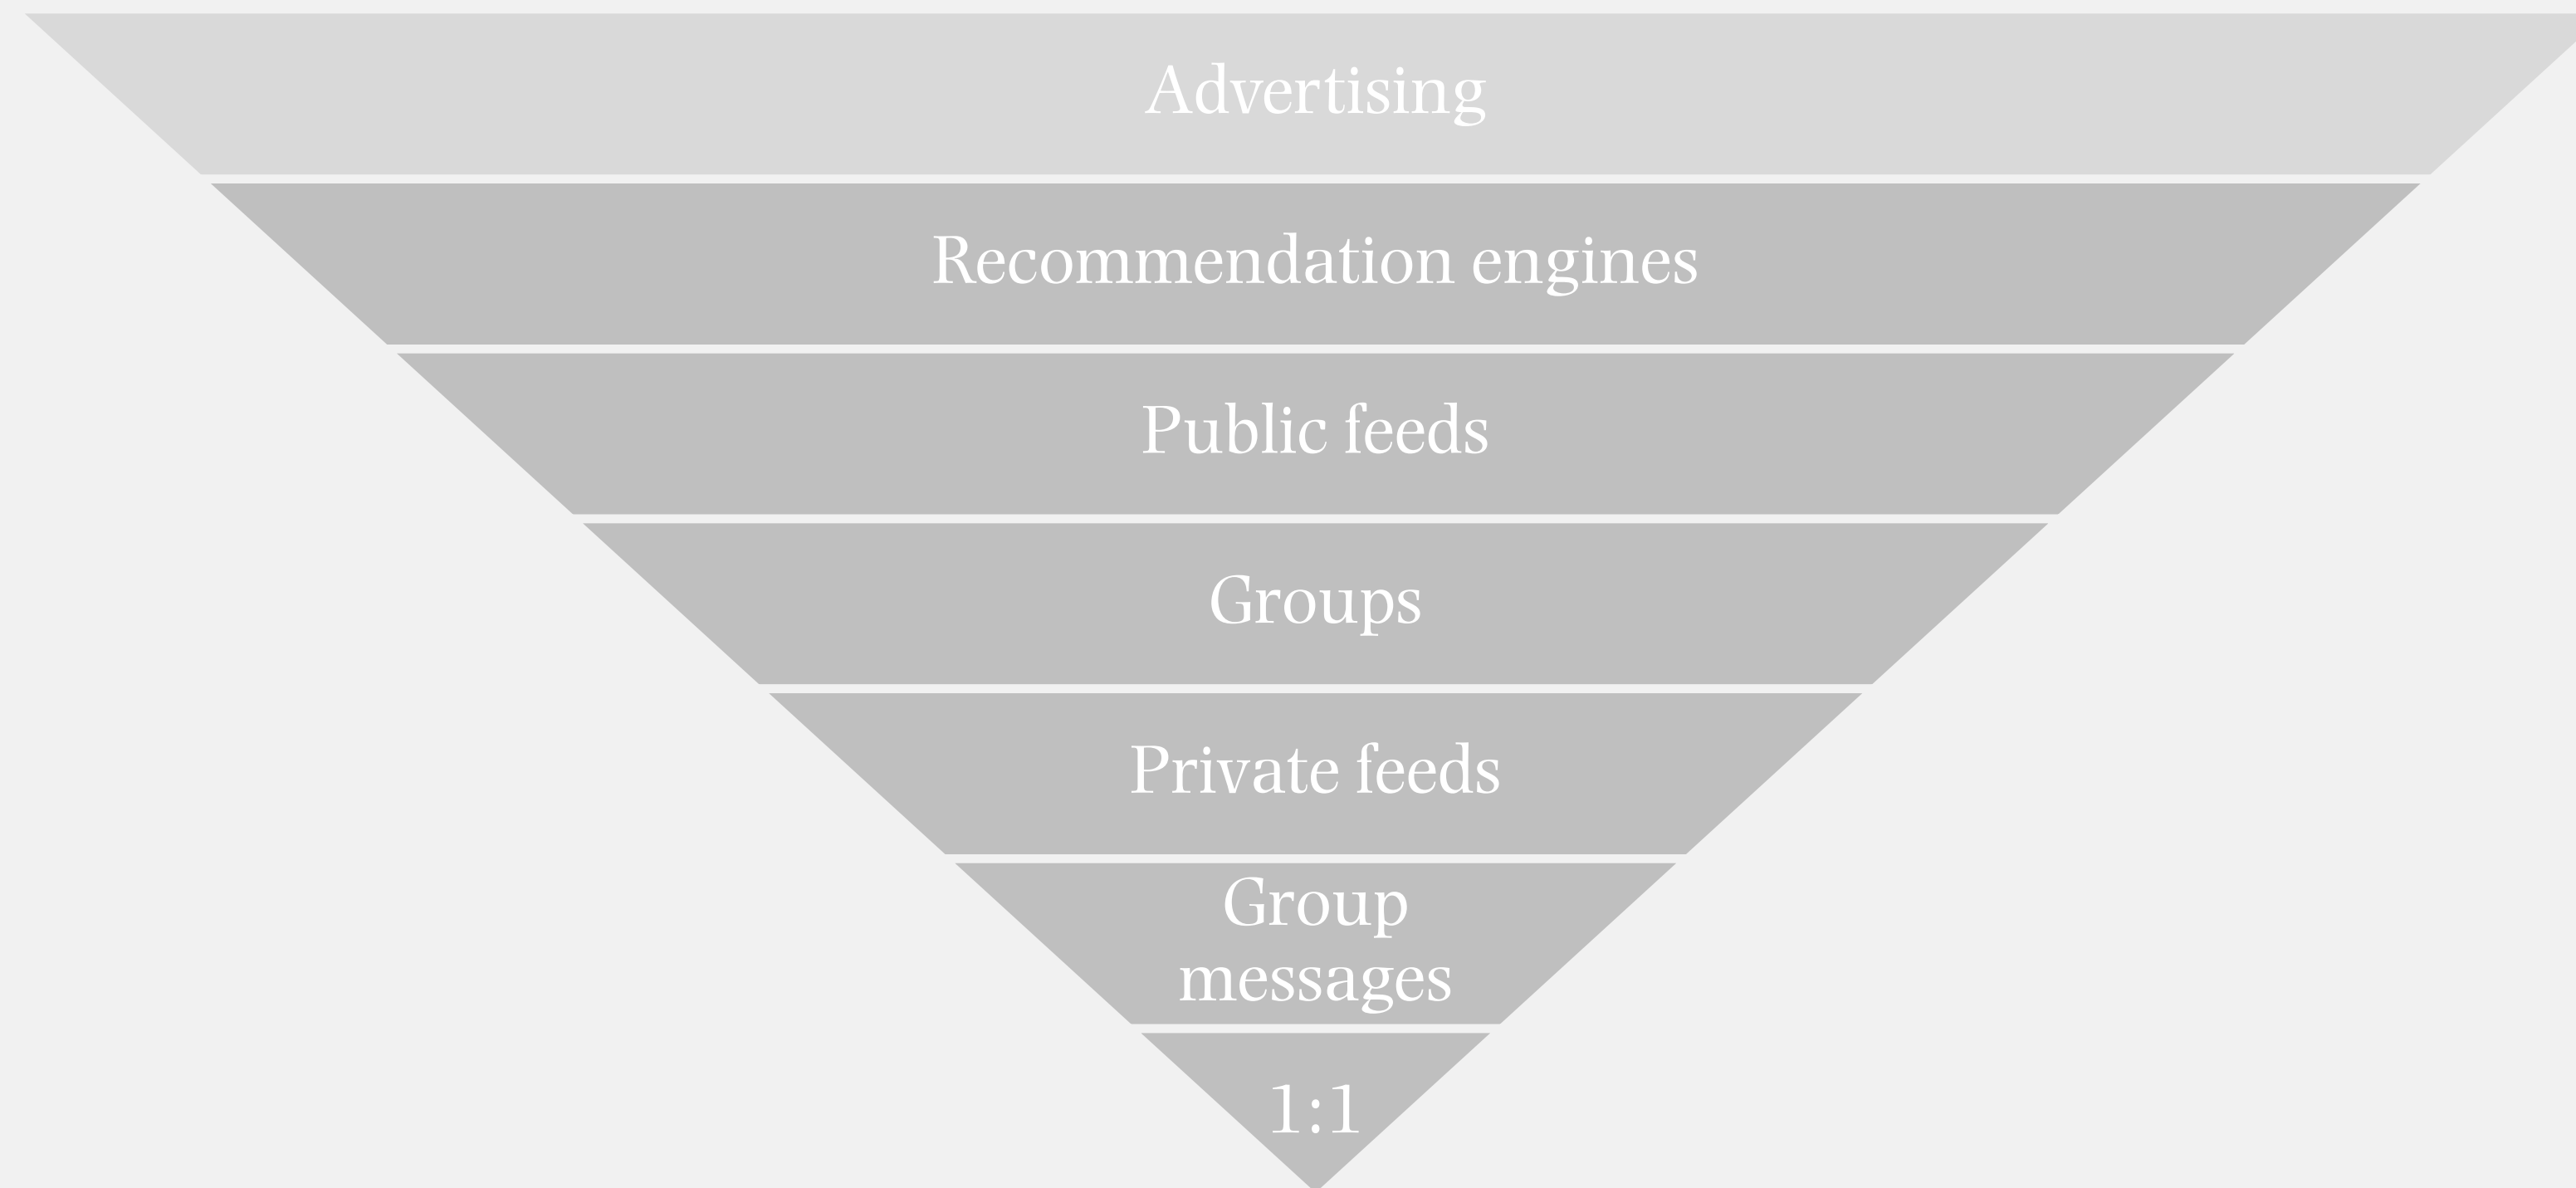 Advertising
Recommendation engines
Public feeds
Groups
Private feeds
Group
messages
1:1